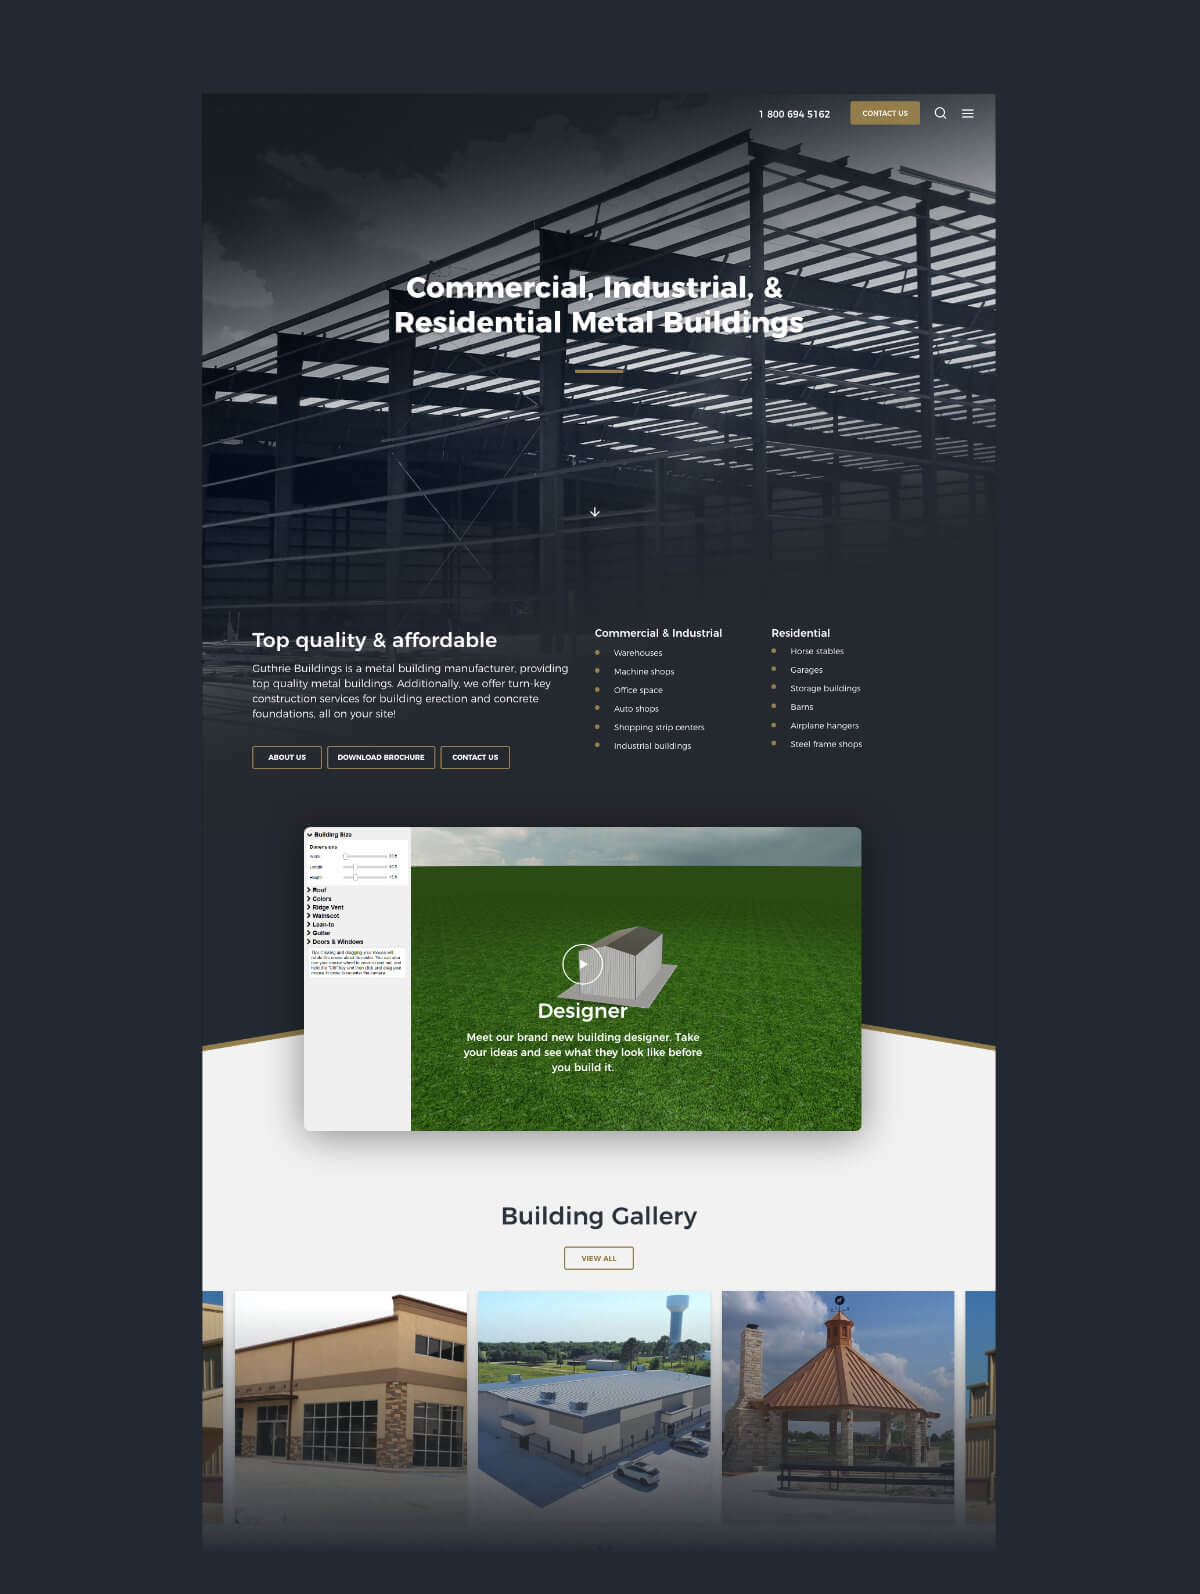 1 800 694 5162
CONTACT US
Commercial, Industrial, &
Residential Metal Buildings
Top quality & affordable
Guthrie Buildings is a metal building manufacturer, providing
top quality metal buildings. Additionally, we offer turn-key
construction services for building erection and concrete
foundations, all on your site!
ABOUT US
DOWNLOAD BROCHURE
CONTACT US
Commercial & Industrial
Warehouses
Machine shops
Office space
Auto shops
Shopping strip centers
Industrial buildings
Residential
Horse stables
Garages
Storage buildings
Barns
Airplane hangers
Steel frame shops
Building Size
Dimensions
Width
Length
Height
Roof
Colors
Ridge Vent
Wainscot
Lean-to
Gutter
Doors & Windows
Designer
Meet our brand new building designer. Take
your ideas and see what they look like before
you build it.
Building Gallery
VIEW ALL